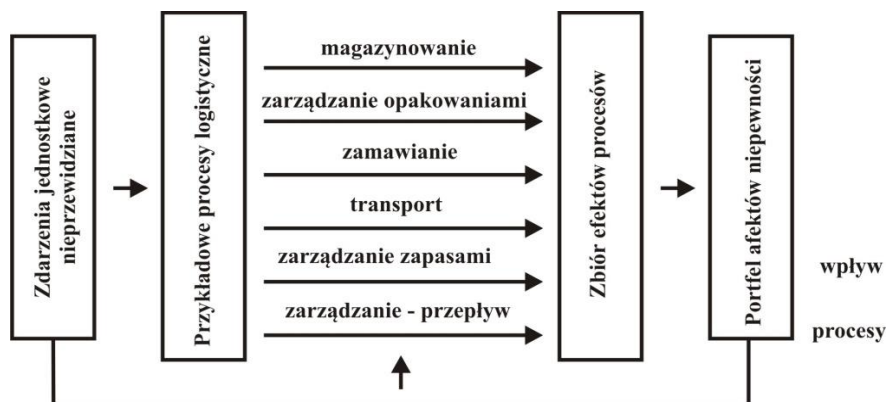 Zdarzenia jednostkowe
nieprzewidziane
Przykładowe procesy logistyczne
magazynowanie
zarządzanie opakowaniami
zamawianie
transport
zarządzanie zapasami
zarządzanie - przepływ
Zbiór efektów procesów
Portfel afektów niepewności
wpływ
procesy